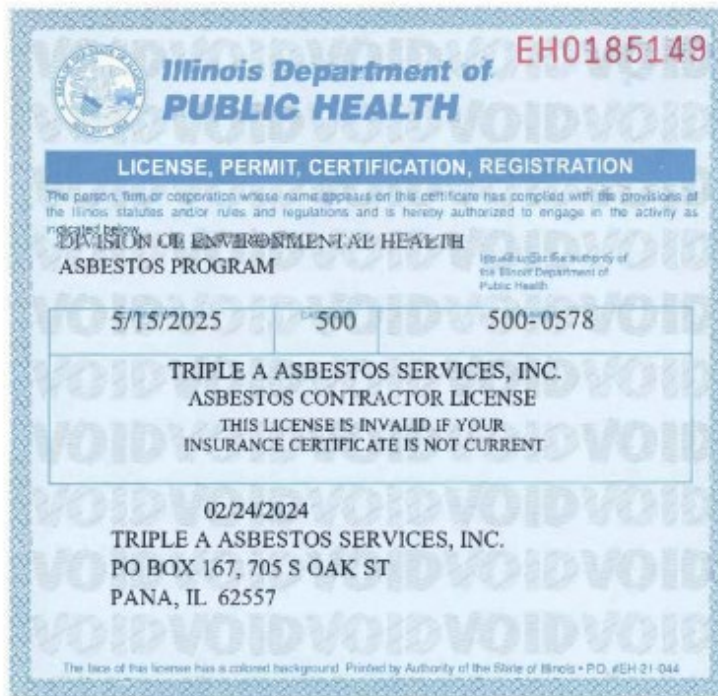 EH0185149
Illinois Department of
PUBLIC HEALTH
LICENSE, PERMIT, CERTIFICATION, REGISTRATION
The person, firm or corporation whose name appears on this certificate has complied with the provisions of
the Illinois statutes and/or rules and regulations and is hereby authorized to engage in the activity as
indicated below.
DIVISION OF ENVIRONMENTAL HEALTH
ASBESTOS PROGRAM
Issued under the authority of
the Illinois Department of
Public Health
5/15/2025 500 500-0578
TRIPLE A ASBESTOS SERVICES, INC.
ASBESTOS CONTRACTOR LICENSE
THIS LICENSE IS INVALID IF YOUR
INSURANCE CERTIFICATE IS NOT CURRENT
02/24/2024
TRIPLE A ASBESTOS SERVICES, INC.
PO BOX 167, 705 S OAK ST
PANA, IL 62557
The face of this license has a colored background. Printed by Authority of the State of Illinois • P.O. #EH-21-044
VOID